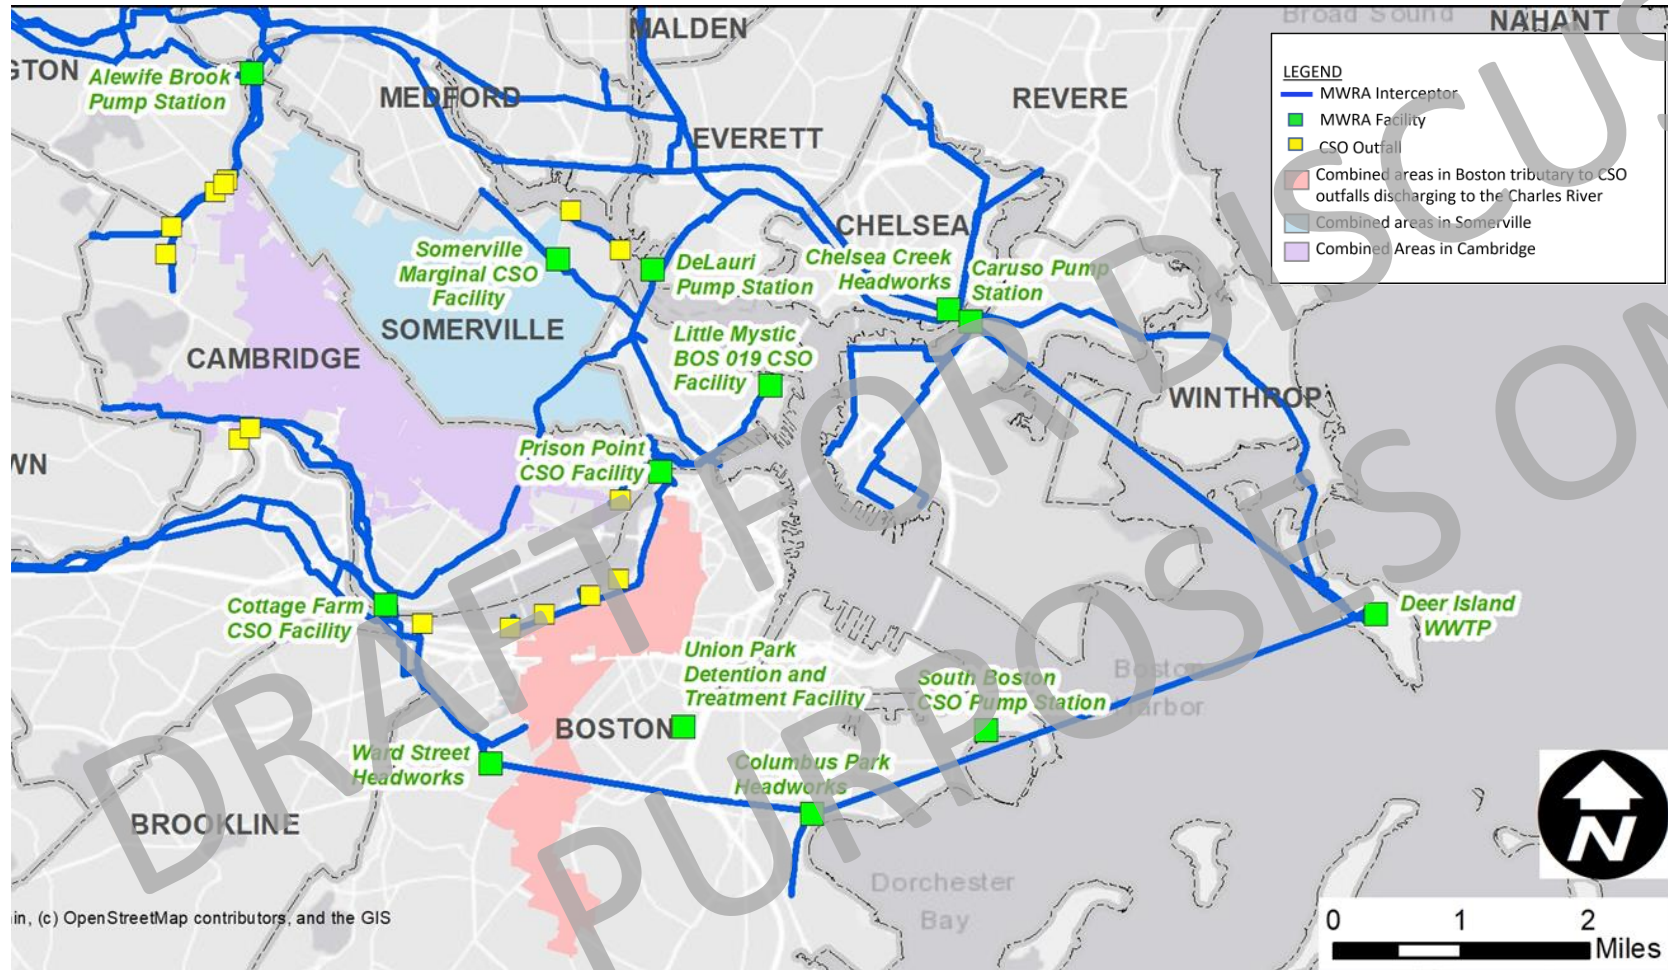 Broad Sound
NAHANT
MALDEN
GTON
Alewife Brook
Pump Station
MEDFORD
REVERE
EVERETT
LEGEND
MWRA Interceptor
MWRA Facility
CSO Outfall
Combined areas in Boston tributary to CSO
outfalls discharging to the Charles River
Combined areas in Somerville
Combined Areas in Cambridge
CHELSEA
Somerville
Marginal CSO
Facility
DeLauri
Pump Station
Chelsea Creek
Headworks
Caruso Pump
Station
SOMERVILLE
CAMBRIDGE
Little Mystic
BOS 019 CSO
Facility
WINTHROP
WN
Prison Point
CSO Facility
Cottage Farm
CSO Facility
Deer Island
WWTP
Union Park
Detention and
Treatment Facility
South Boston
CSO Pump Station
Boston
Harbor
BOSTON
Ward Street
Headworks
Columbus Park
Headworks
BROOKLINE
Dorchester
Bay
in, (c) OpenStreetMap contributors, and the GIS
N
0 1 2
Miles
DRAFT FOR DISCUS
PURPOSES ON